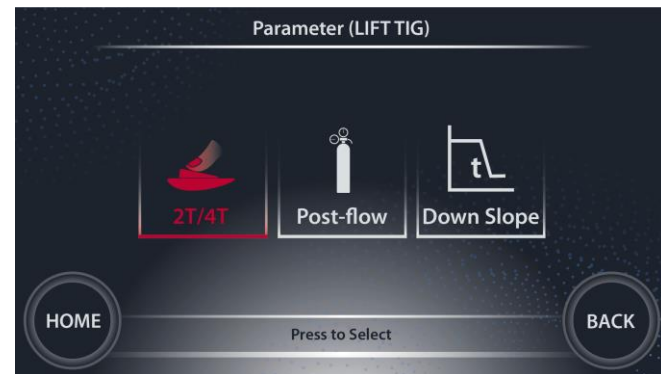 Parameter (LIFT TIG)
t
2T/4T
Post-flow
Down Slope
HOME
BACK
Press to Select